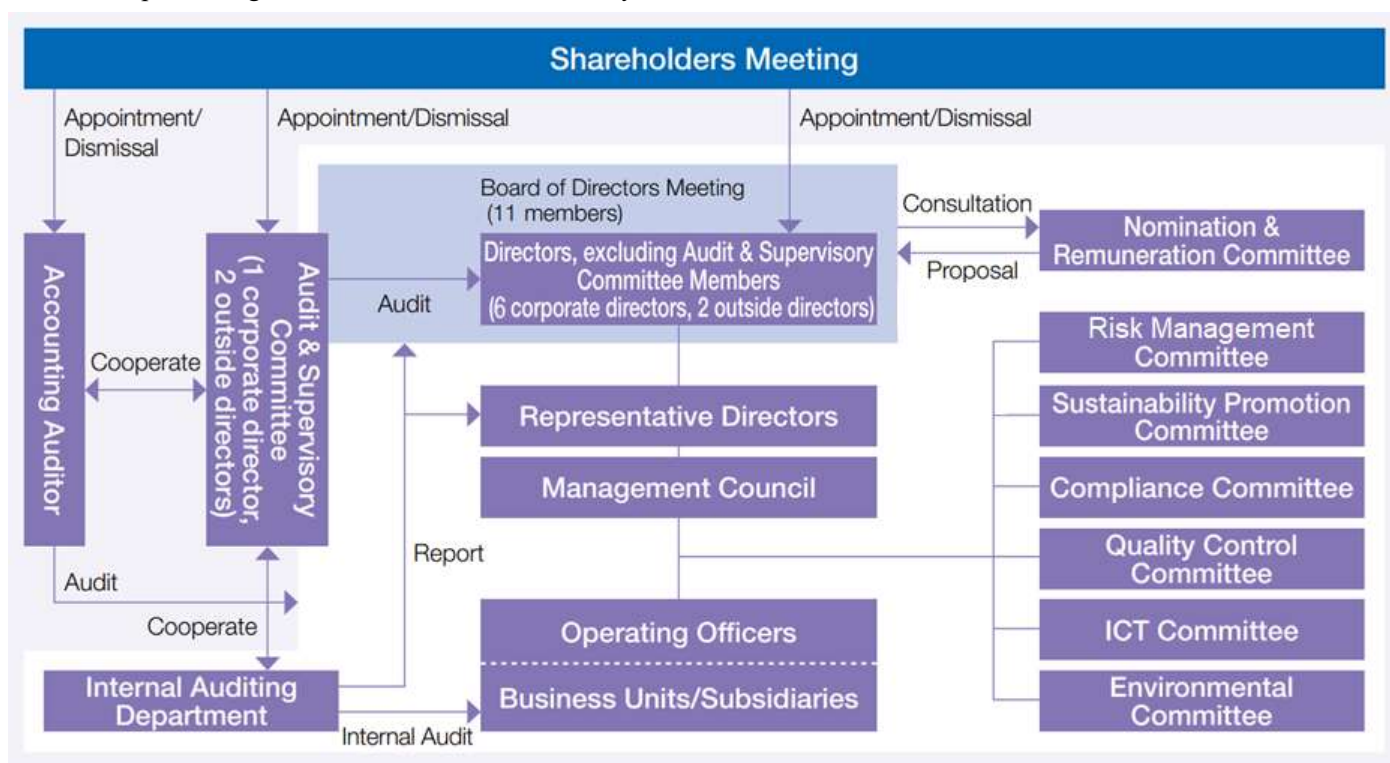 Shareholders Meeting
Appointment/
Dismissal
Appointment/Dismissal
Appointment/Dismissal
Board of Directors Meeting
(11 members)
Directors, excluding Audit & Supervisory
Committee Members
(6 corporate directors, 2 outside directors)
Consultation
Proposal
Nomination &
Remuneration Committee
Accounting Auditor
Cooperate
Audit & Supervisory
Committee
(1 corporate director,
2 outside directors)
Audit
Risk Management
Committee
Sustainability Promotion
Committee
Compliance Committee
Quality Control
Committee
ICT Committee
Environmental
Committee
Representative Directors
Management Council
Report
Audit
Cooperate
Operating Officers
Business Units/Subsidiaries
Internal Auditing
Department
Internal Audit